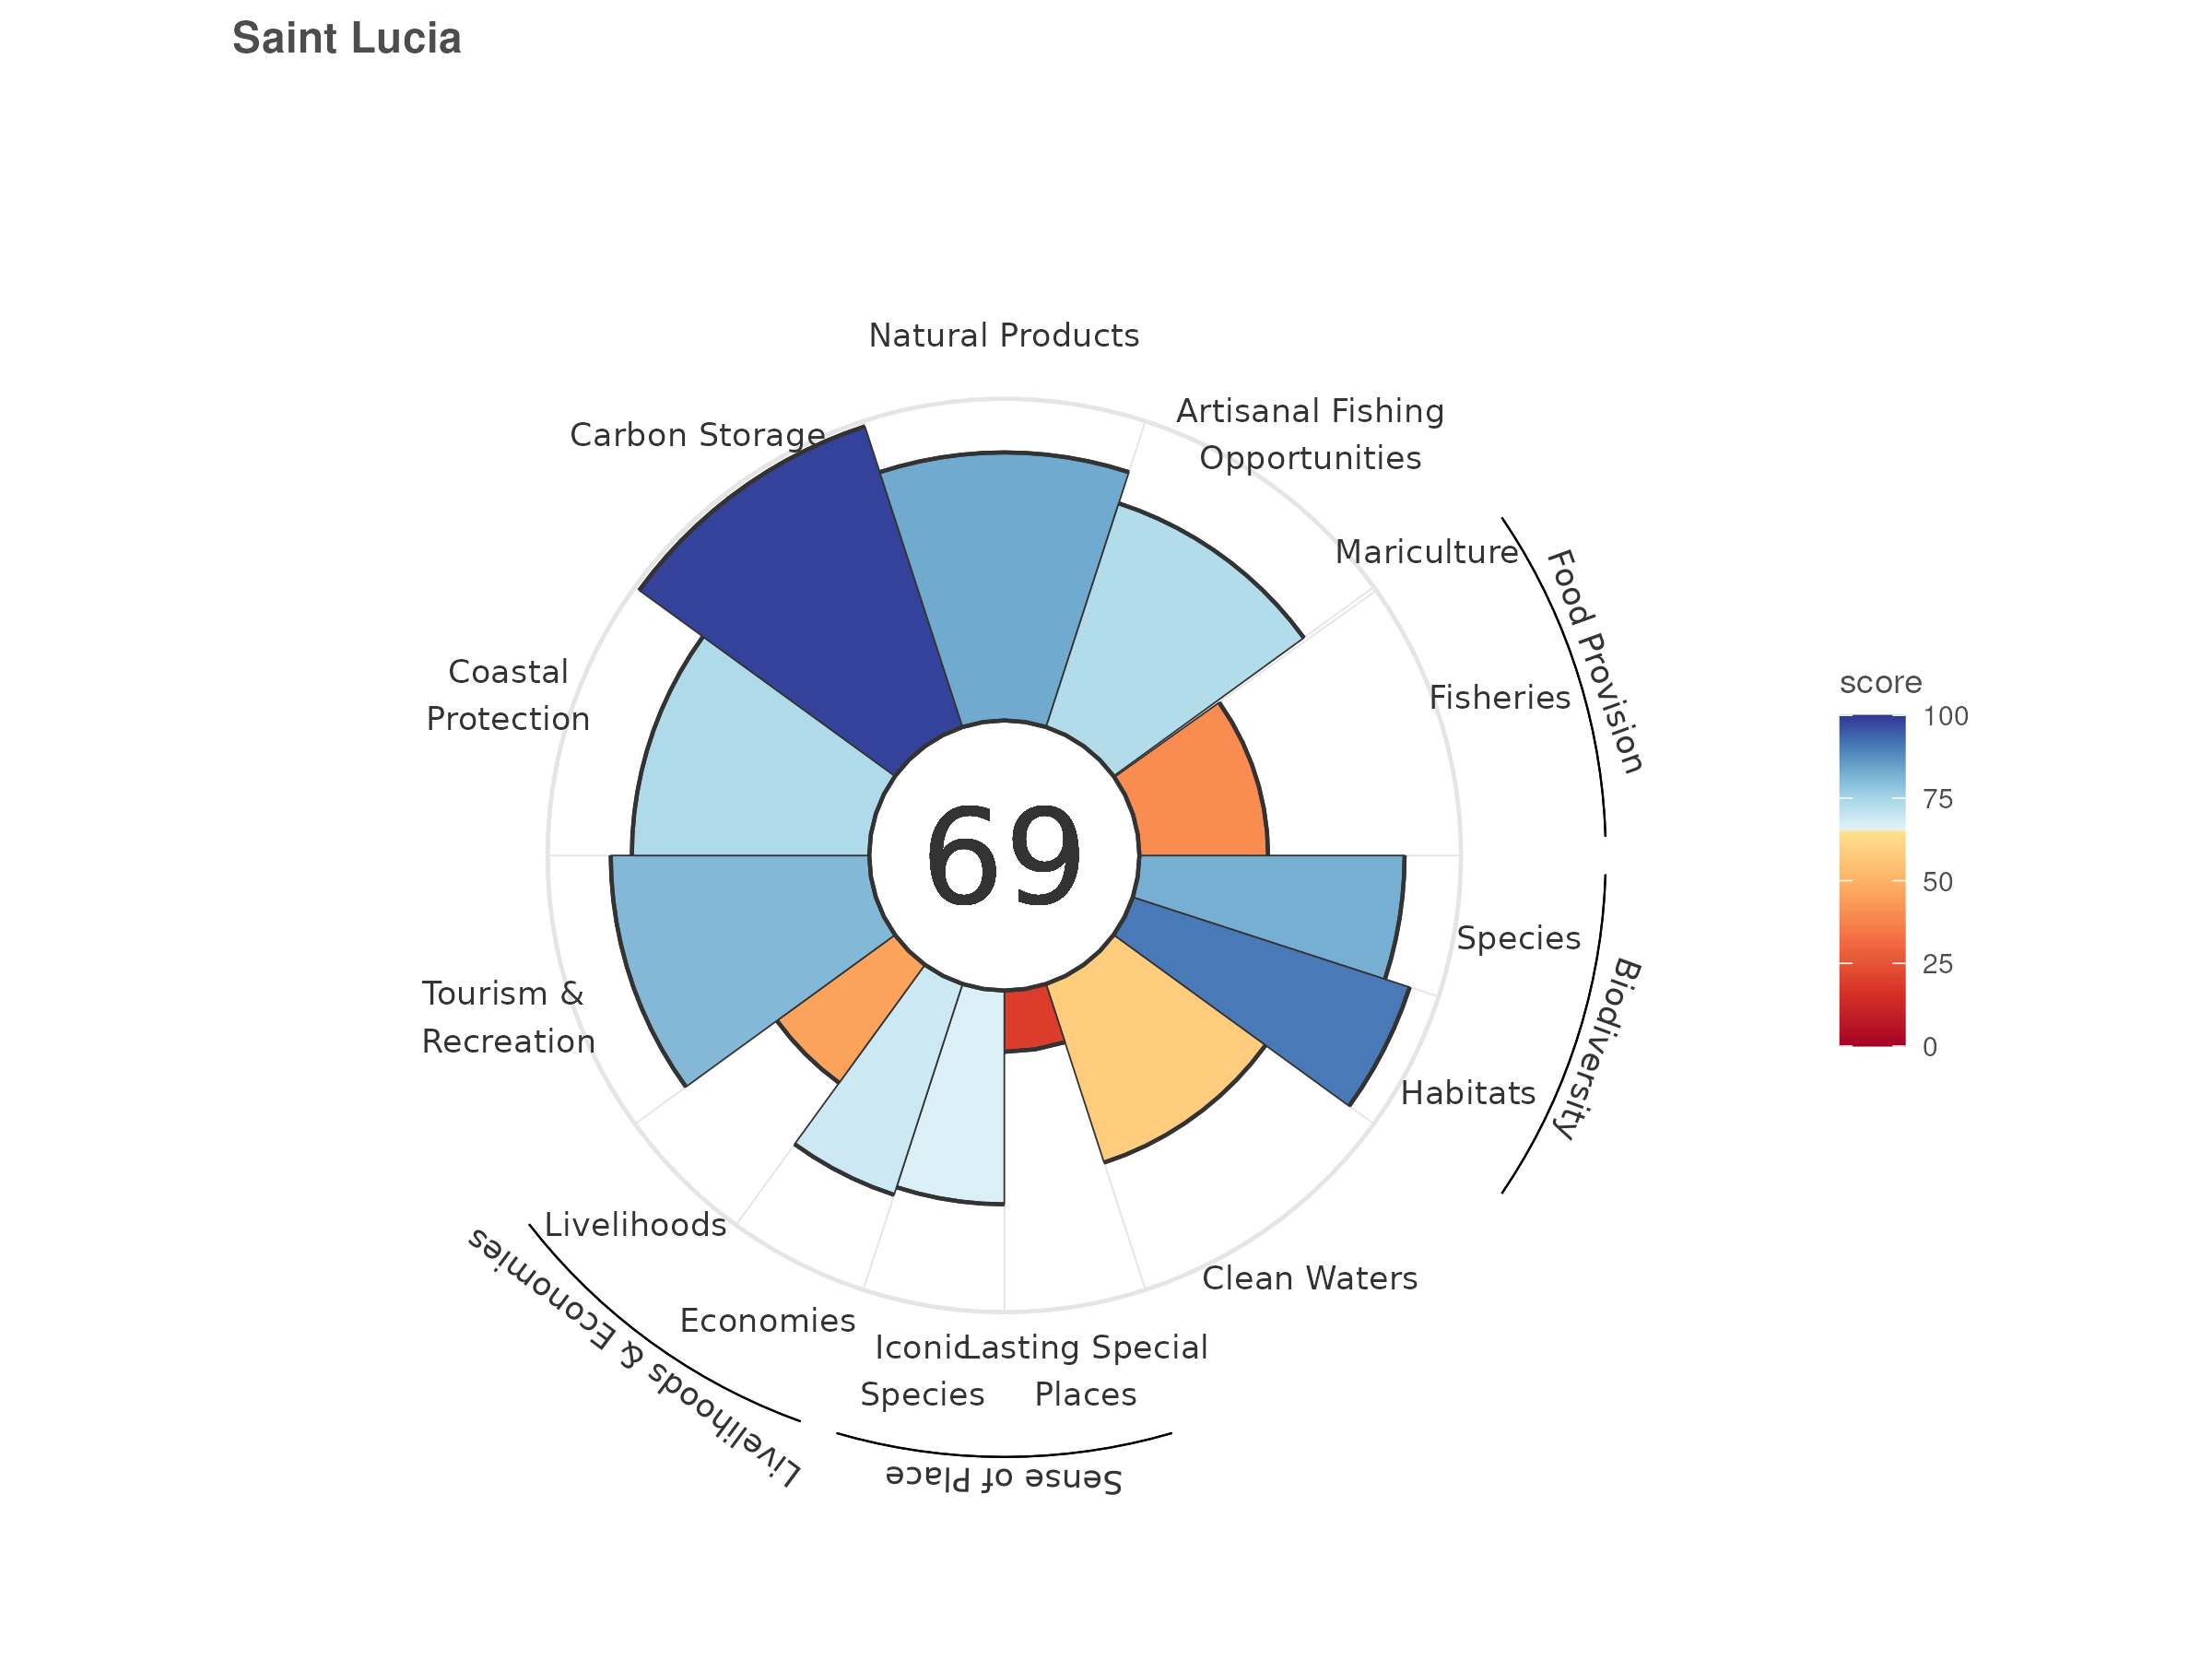 Saint Lucia
Natural Products
Artisanal Fishing
Opportunities
Carbon Storage
Mariculture
Food Provision
Fisheries
Coastal
Protection
score
100
75
50
25
0
69
Species
Biodiversity
Tourism &
Recreation
Habitats
Livelihoods
Clean Waters
Economies
Livelihoods & Economies
Iconic
Species
Lasting Special
Places
Sense of Place